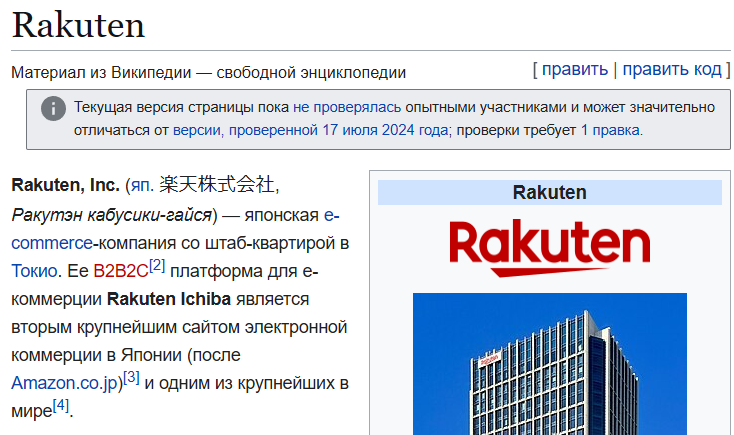 Rakuten
Материал из Википедии — свободной энциклопедии
[ править | править код ]
Текущая версия страницы пока не проверялась опытными участниками и может значительно
отличаться от версии, проверенной 17 июля 2024 года; проверки требует 1 правка.
Rakuten, Inc. (яп. 楽天株式会社,
Ракутэн кабусики-гайся) — японская e-
commerce-компания со штаб-квартирой в
Токио. Ее B2B2C[2] платформа для е-
коммерции Rakuten Ichiba является
вторым крупнейшим сайтом электронной
коммерции в Японии (после
Amazon.co.jp)[3] и одним из крупнейших в
мире[4].
Rakuten
Rakuten
Rakuten